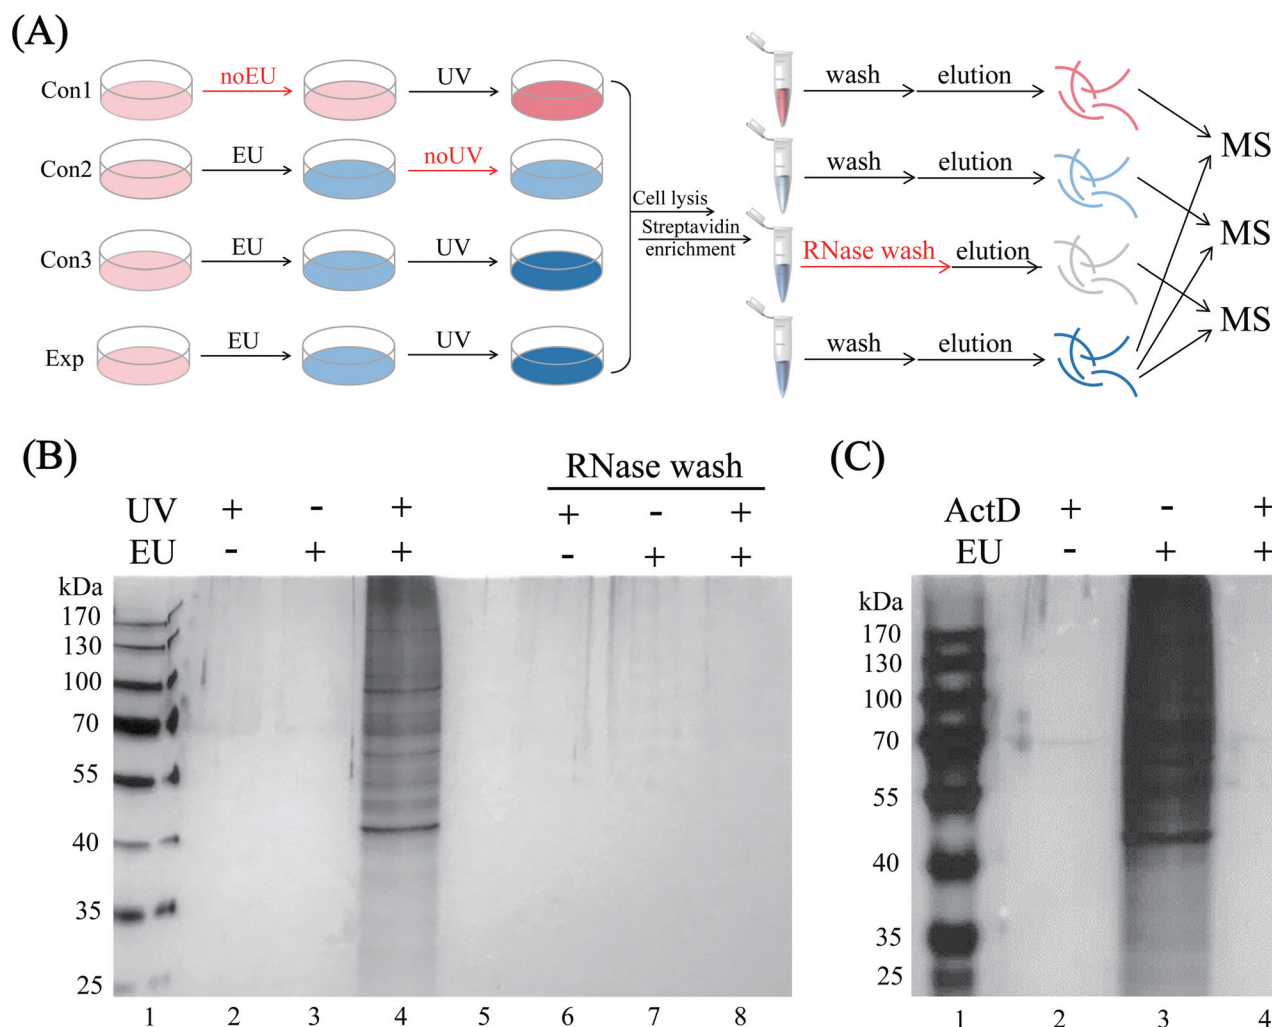 (A)
Con1 noEU UV wash elution MS
Con2 EU noUV wash elution MS
Cell lysis
Streptavidin
enrichment
Con3 EU UV RNase wash elution MS
Exp EU UV wash elution
(B)
RNase wash
UV + - + + - +
EU - + + - + +
kDa
170
130
100
70
55
40
35
25
1 2 3 4 5 6 7 8
(C)
ActD + - +
EU - + +
kDa
170
130
100
70
55
40
35
25
1 2 3 4